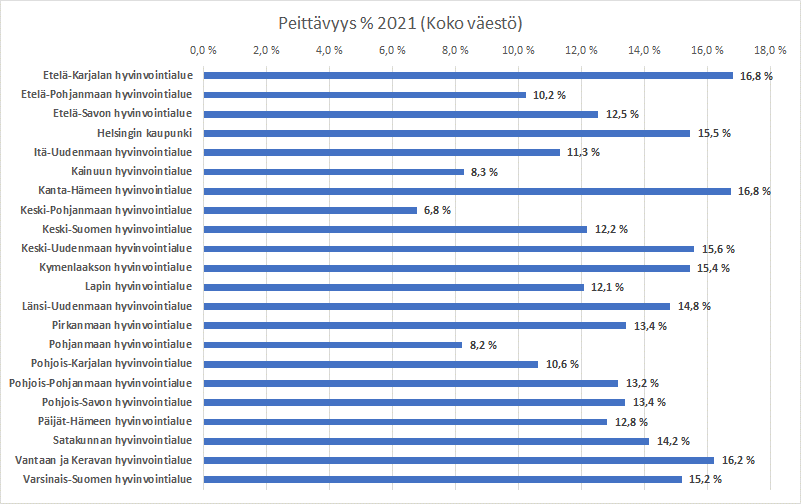 Peittävyys % 2021 (Koko väestö)
0,0 % 2,0 % 4,0 % 6,0 % 8,0 % 10,0 % 12,0 % 14,0 % 16,0 % 18,0 %
Etelä-Karjalan hyvinvointialue 16,8 %
Etelä-Pohjanmaan hyvinvointialue 10,2 %
Etelä-Savon hyvinvointialue 12,5 %
Helsingin kaupunki 15,5 %
Itä-Uudenmaan hyvinvointialue 11,3 %
Kainuun hyvinvointialue 8,3 %
Kanta-Hämeen hyvinvointialue 16,8 %
Keski-Pohjanmaan hyvinvointialue 6,8 %
Keski-Suomen hyvinvointialue 12,2 %
Keski-Uudenmaan hyvinvointialue 15,6 %
Kymenlaakson hyvinvointialue 15,4 %
Lapin hyvinvointialue 12,1 %
Länsi-Uudenmaan hyvinvointialue 14,8 %
Pirkanmaan hyvinvointialue 13,4 %
Pohjanmaan hyvinvointialue 8,2 %
Pohjois-Karjalan hyvinvointialue 10,6 %
Pohjois-Pohjanmaan hyvinvointialue 13,2 %
Pohjois-Savon hyvinvointialue 13,4 %
Päijät-Hämeen hyvinvointialue 12,8 %
Satakunnan hyvinvointialue 14,2 %
Vantaan ja Keravan hyvinvointialue 16,2 %
Varsinais-Suomen hyvinvointialue 15,2 %